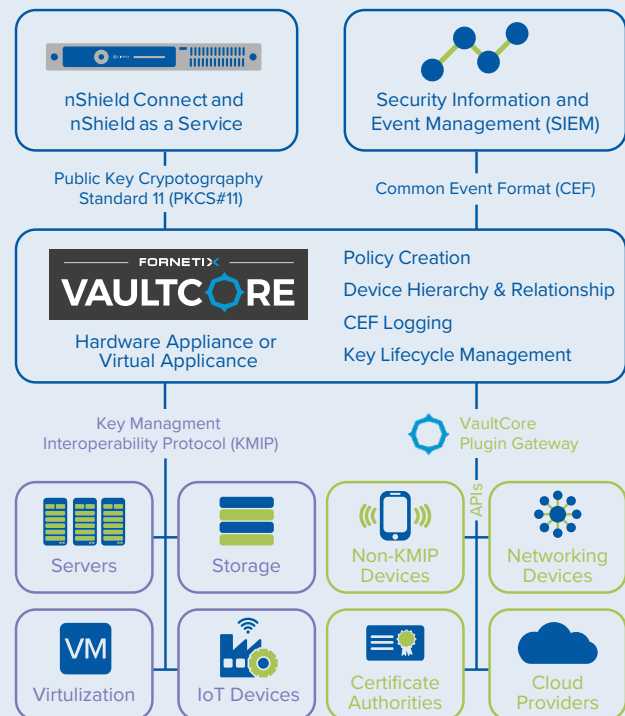 nShield Connect and
nShield as a Service
Security Information and
Event Management (SIEM)
Public Key Crypotogrqaphy
Standard 11 (PKCS#11)
Common Event Format (CEF)
FORNETIX
VAULTCORE
Hardware Appliance or
Virtual Applicance
Policy Creation
Device Hierarchy & Relationship
CEF Logging
Key Lifecycle Management
Key Managment
Interoperability Protocol (KMIP)
VaultCore
Plugin Gateway
APIs
Servers
Storage
Non-KMIP
Devices
Networking
Devices
VM
Virtulization
IoT Devices
Certificate
Authorities
Cloud
Providers